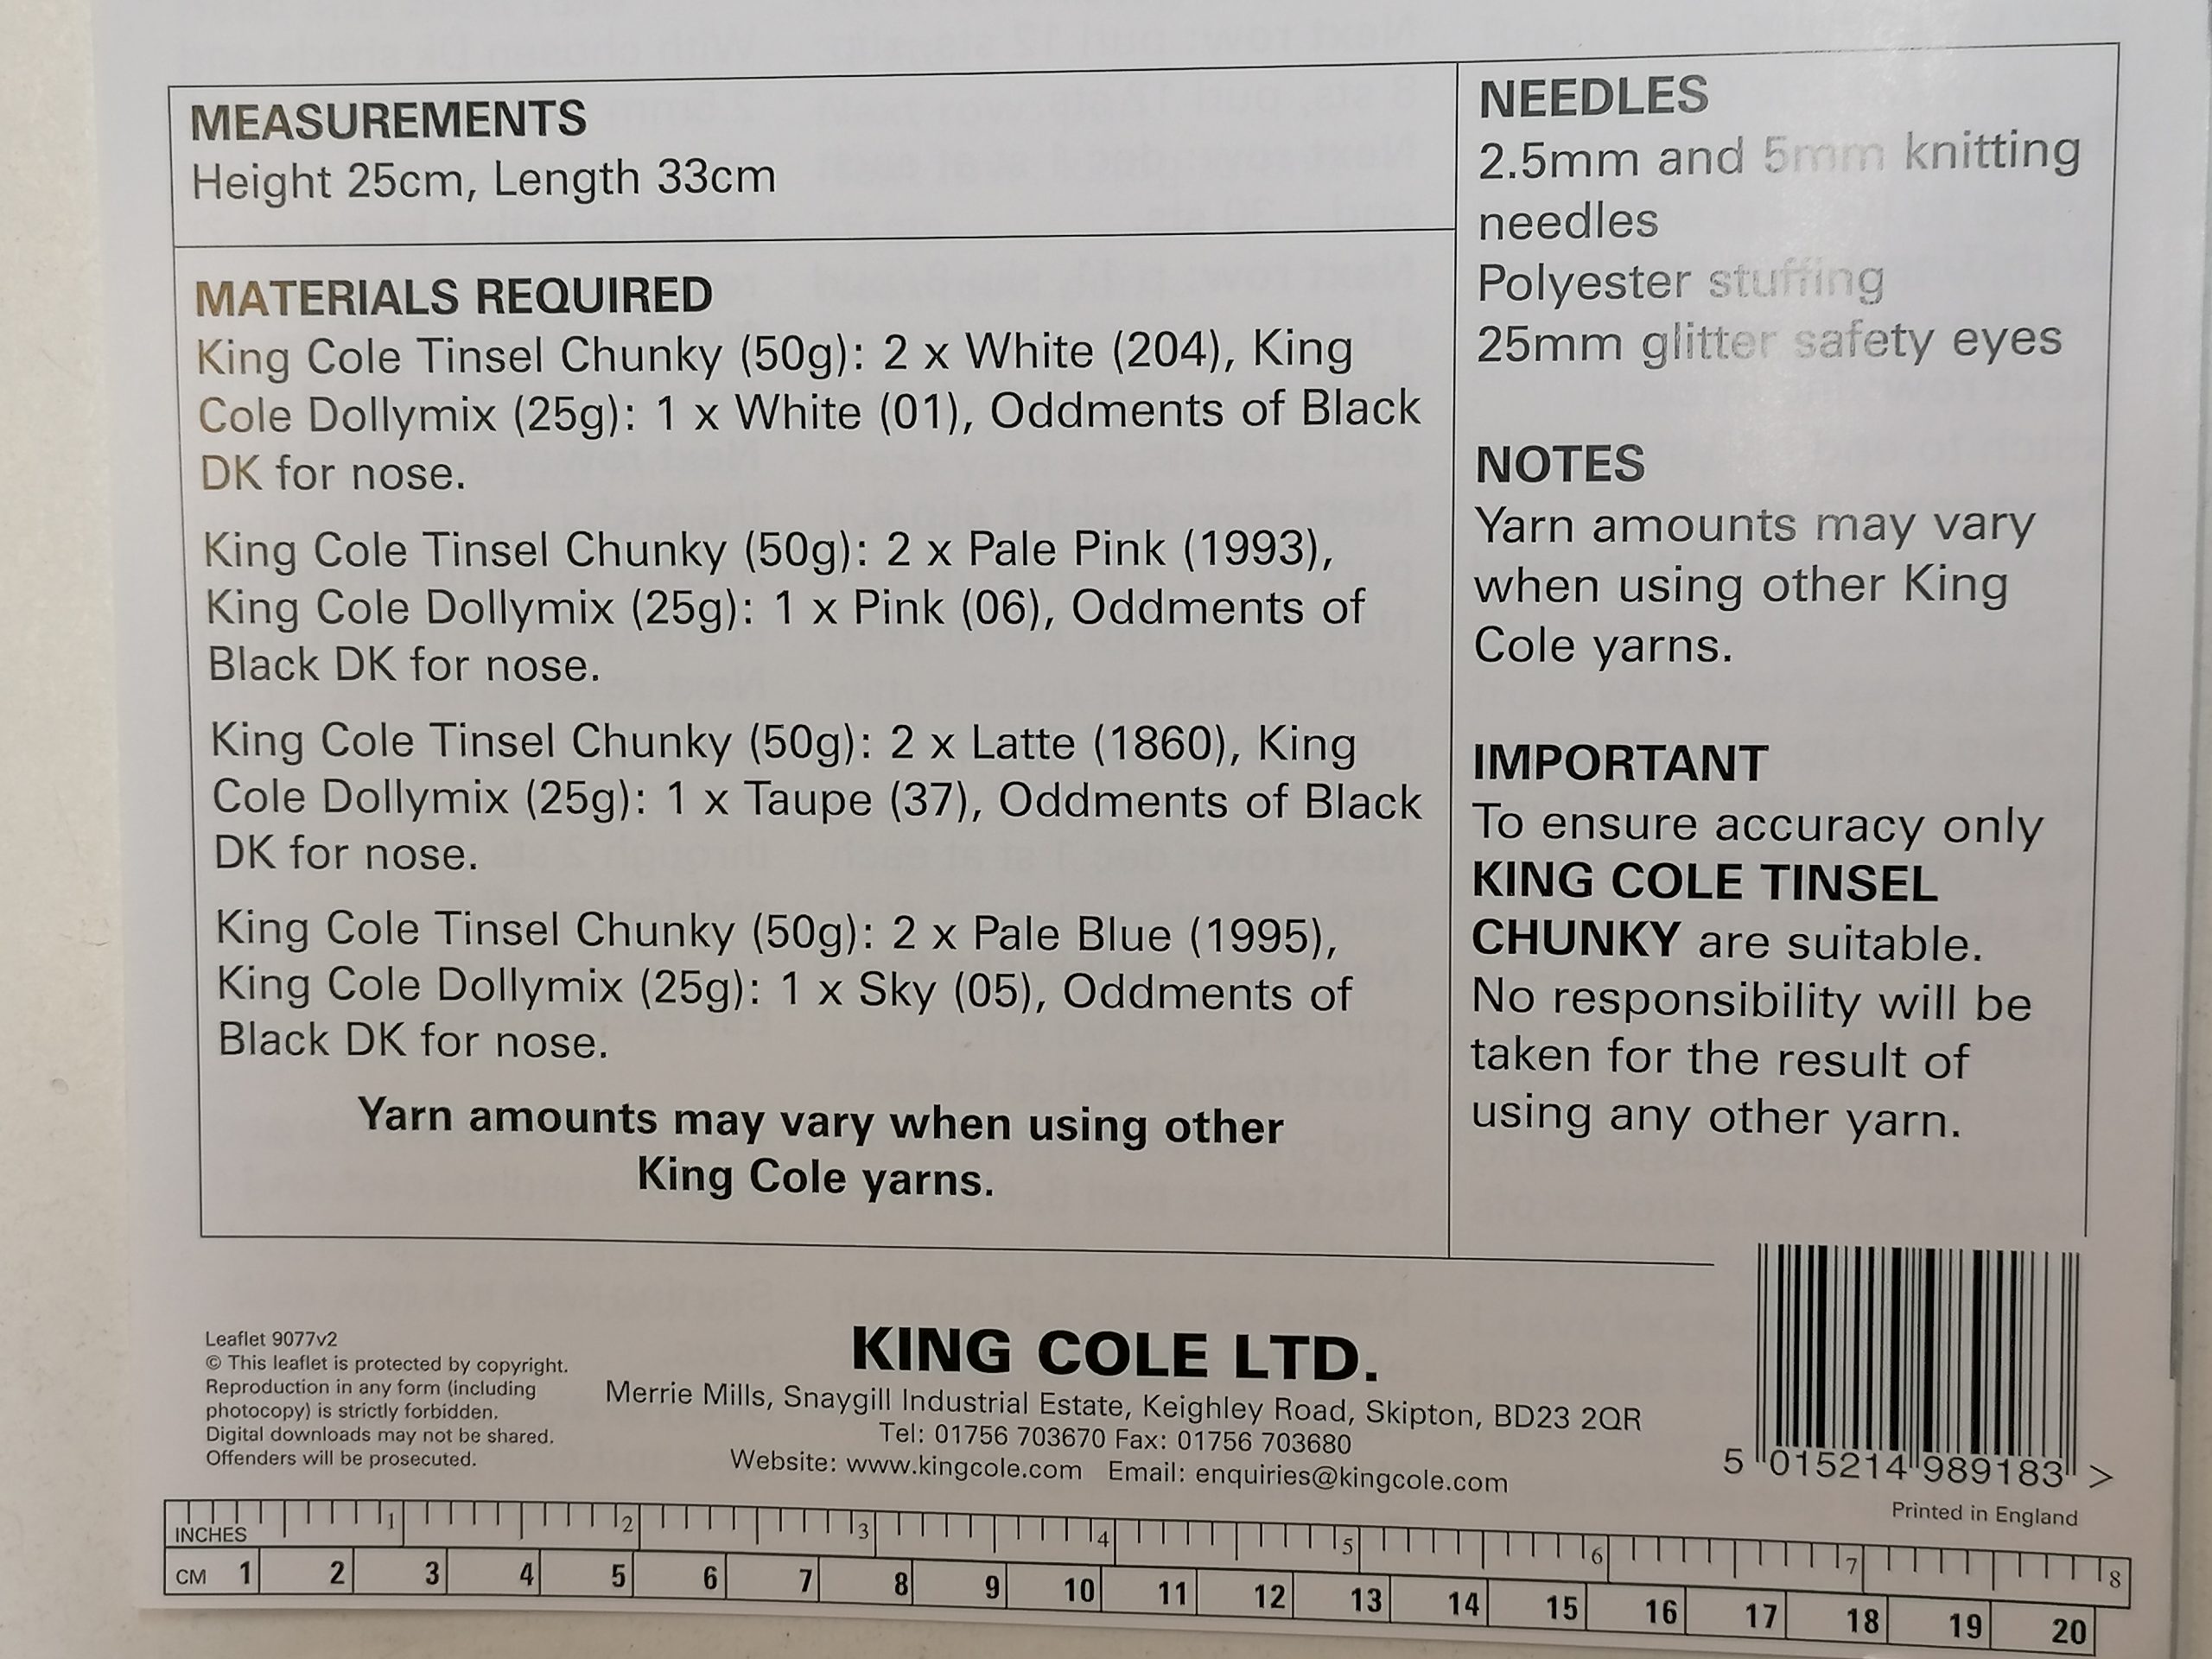 MEASUREMENTS
Height 25cm, Length 33cm
MATERIALS REQUIRED
King Cole Tinsel Chunky (50g): 2 x White (204), King
Cole Dollymix (25g): 1 x White (01), Oddments of Black
DK for nose.
King Cole Tinsel Chunky (50g): 2 x Pale Pink (1993),
King Cole Dollymix (25g): 1 x Pink (06), Oddments of
Black DK for nose.
King Cole Tinsel Chunky (50g): 2 x Latte (1860), King
Cole Dollymix (25g): 1 x Taupe (37), Oddments of Black
DK for nose.
King Cole Tinsel Chunky (50g): 2 x Pale Blue (1995),
King Cole Dollymix (25g): 1 x Sky (05), Oddments of
Black DK for nose.
Yarn amounts may vary when using other
King Cole yarns.
NEEDLES
2.5mm and 5mm knitting
needles
Polyester stuffing
25mm glitter safety eyes
NOTES
Yarn amounts may vary
when using other King
Cole yarns.
IMPORTANT
To ensure accuracy only
KING COLE TINSEL
CHUNKY are suitable.
No responsibility will be
taken for the result of
using any other yarn.
Leaflet 9077v2
© This leaflet is protected by copyright.
Reproduction in any form (including
photocopy) is strictly forbidden.
Digital downloads may not be shared.
Offenders will be prosecuted.
KING COLE LTD.
Merrie Mills, Snaygill Industrial Estate, Keighley Road, Skipton, BD23 2QR
Tel: 01756 703670 Fax: 01756 703680
Website: www.kingcole.com Email: enquiries@kingcole.com
5 015214 989183 >
Printed in England
INCHES 1 2 3 4 5 6 7 8
CM 1 2 3 4 5 6 7 8 9 10 11 12 13 14 15 16 17 18 19 20